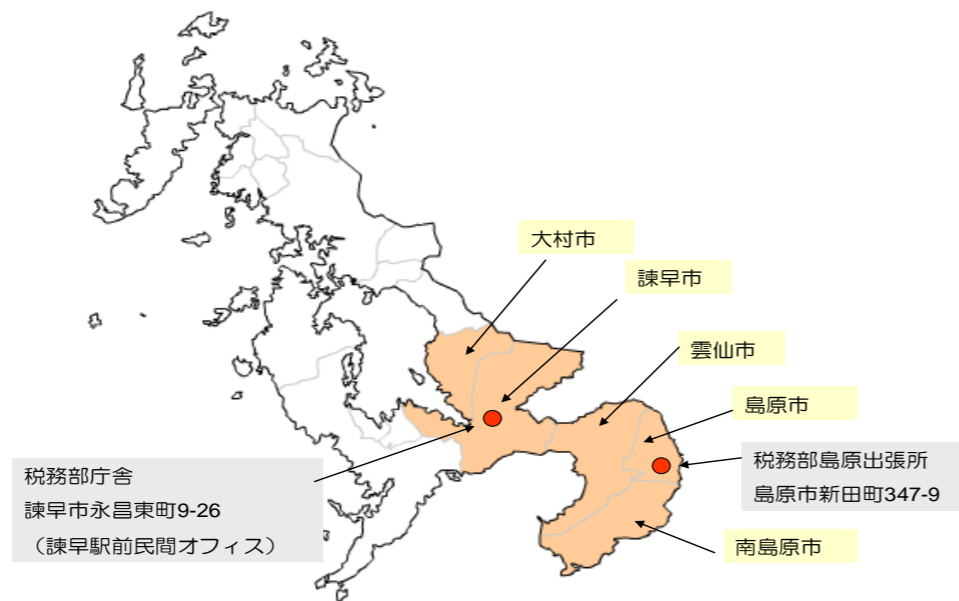 大村市
諫早市
雲仙市
島原市
税務部庁舎
諫早市永昌東町9-26
（諫早駅前民間オフィス）
税務部島原出張所
島原市新田町347-9
南島原市